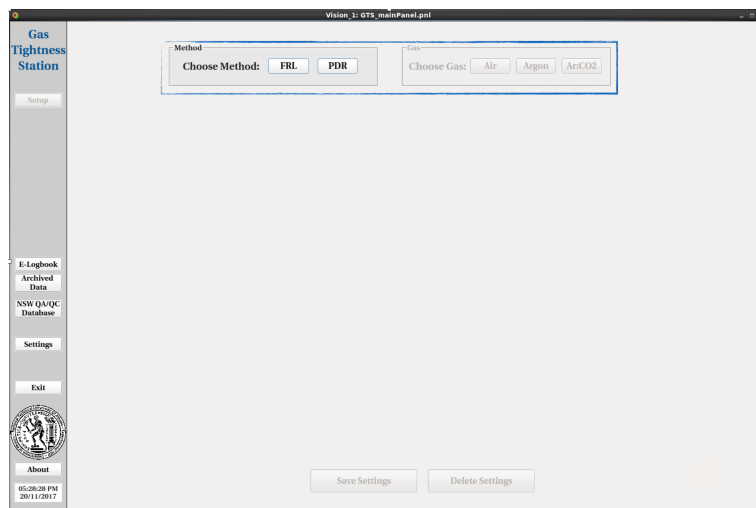 Vision_1: GTS_mainPanel.pnl
Gas
Tightness
Station
Setup
E-Logbook
Archived
Data
NSW QA/QC
Database
Settings
Exit
About
05:28:28 PM
20/11/2017
Method
Choose Method: FRL PDR
Gas
Choose Gas: Air Argon Ar:CO2
Save Settings Delete Settings